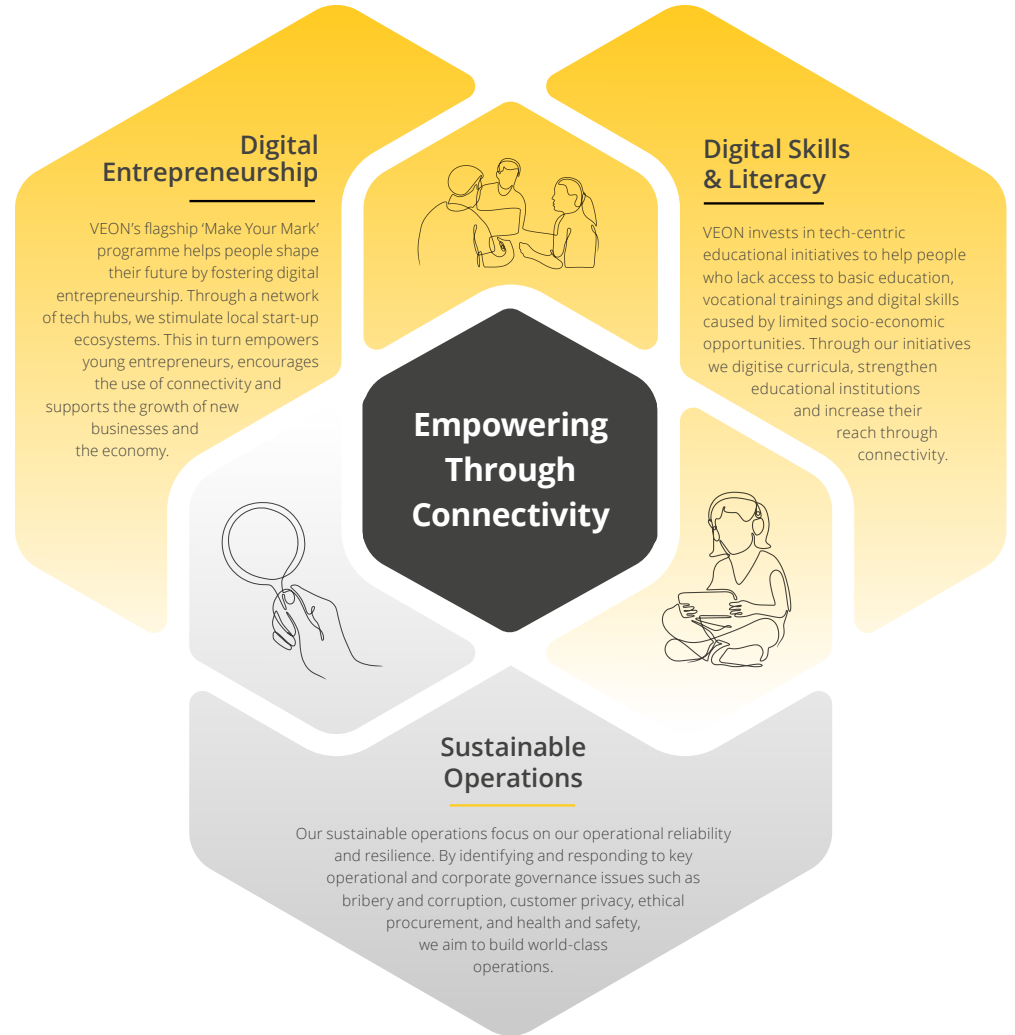 Digital
Entrepreneurship
VEON's flagship ‘Make Your Mark’
programme helps people shape
their future by fostering digital
entrepreneurship. Through a network
of tech hubs, we stimulate local start-up
ecosystems. This in turn empowers
young entrepreneurs, encourages
the use of connectivity and
supports the growth of new
businesses and
the economy.
Digital Skills
& Literacy
VEON invests in tech-centric
educational initiatives to help people
who lack access to basic education,
vocational trainings and digital skills
caused by limited socio-economic
opportunities. Through our initiatives
we digitise curricula, strengthen
educational institutions
and increase their
reach through
connectivity.
Empowering
Through
Connectivity
Sustainable
Operations
Our sustainable operations focus on our operational reliability
and resilience. By identifying and responding to key
operational and corporate governance issues such as
bribery and corruption, customer privacy, ethical
procurement, and health and safety,
we aim to build world-class
operations.